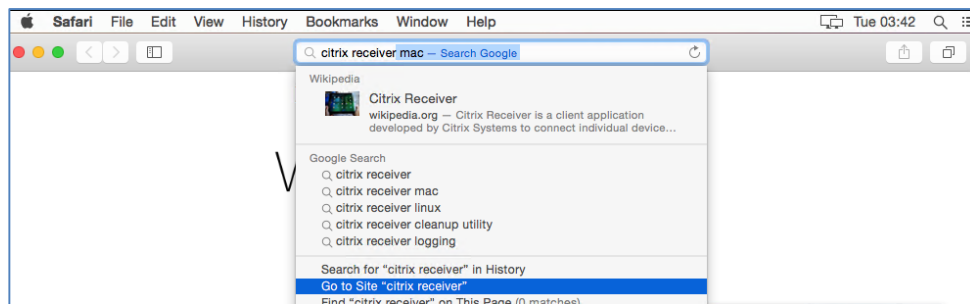 Safari File Edit View History Bookmarks Window Help Tue 03:42
citrix receiver mac — Search Google
Wikipedia
Citrix Receiver
wikipedia.org — Citrix Receiver is a client application
developed by Citrix Systems to connect individual device...
Google Search
citrix receiver
citrix receiver mac
citrix receiver linux
citrix receiver cleanup utility
citrix receiver logging
Search for “citrix receiver” in History
Go to Site “citrix receiver”
Find “citrix receiver” on This Page (0 matches)